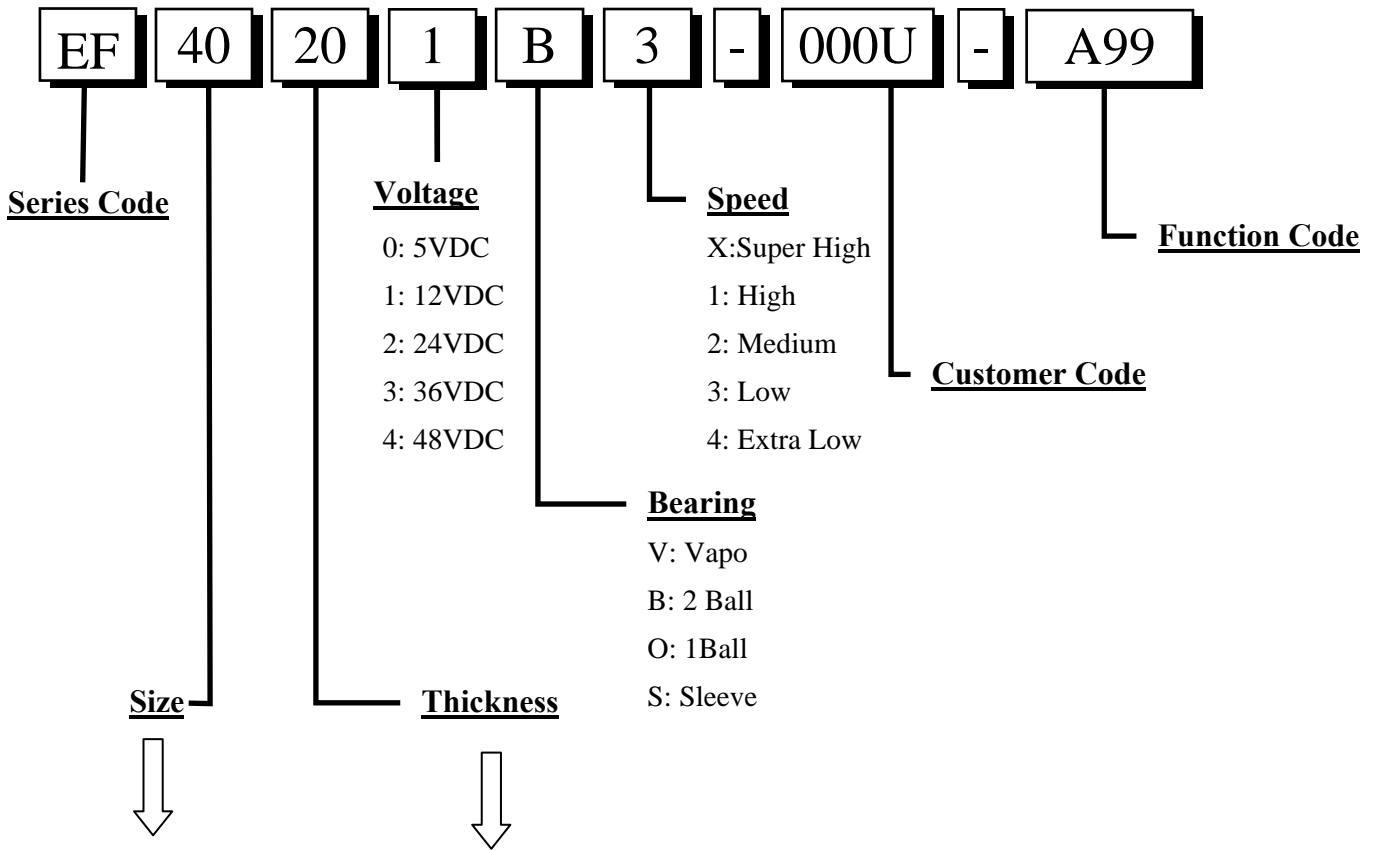 EF 40 20 1 B 3 - 000U - A99
Series Code
Voltage
0: 5VDC
1: 12VDC
2: 24VDC
3: 36VDC
4: 48VDC
Speed
X:Super High
1: High
2: Medium
3: Low
4: Extra Low
Function Code
Customer Code
Bearing
V: Vapo
B: 2 Ball
O: 1Ball
S: Sleeve
Size
Thickness